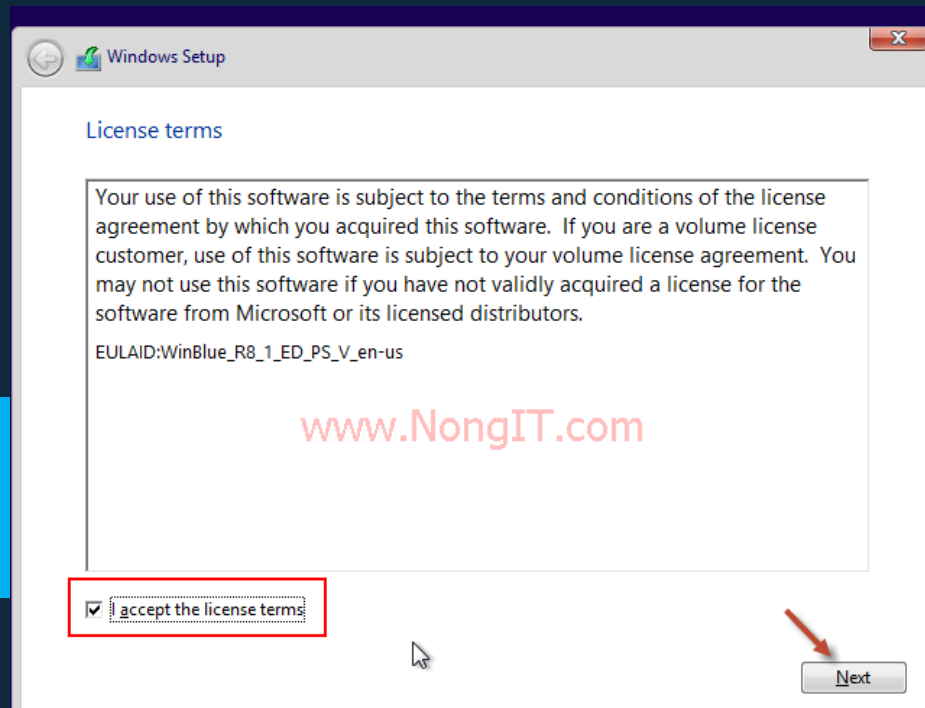 Windows Setup
License terms
Your use of this software is subject to the terms and conditions of the license
agreement by which you acquired this software.  If you are a volume license
customer, use of this software is subject to your volume license agreement.  You
may not use this software if you have not validly acquired a license for the
software from Microsoft or its licensed distributors.
EULAID:WinBlue_R8_1_ED_PS_V_en-us
www.NongIT.com
I accept the license terms
Next